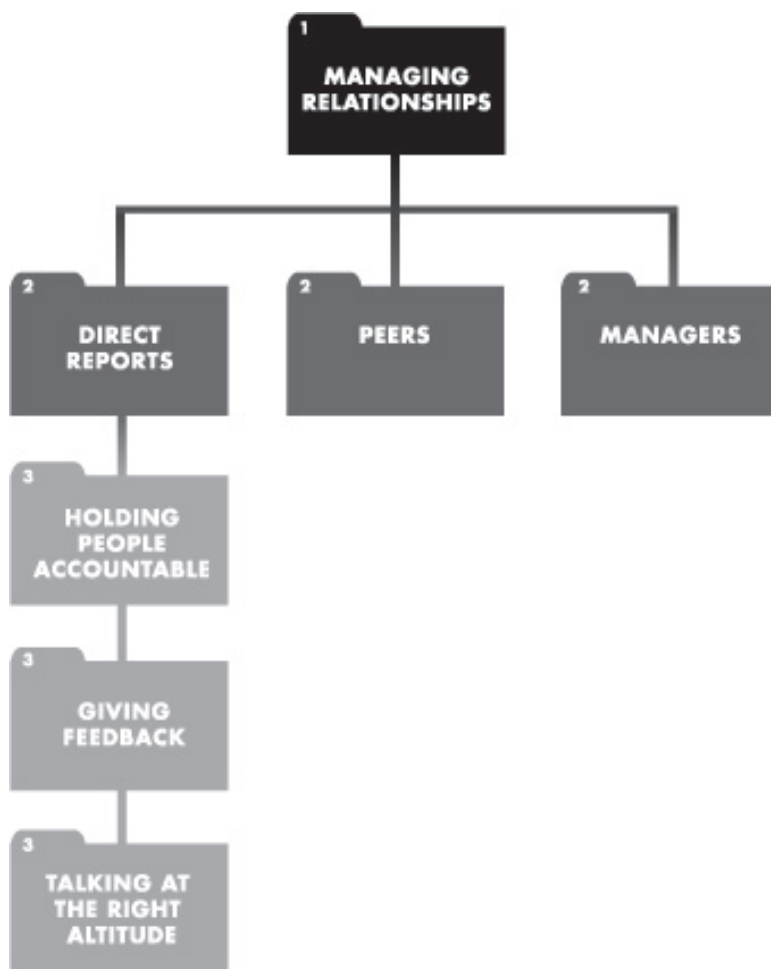 1
MANAGING
RELATIONSHIPS
2
DIRECT
REPORTS
2
PEERS
2
MANAGERS
3
HOLDING
PEOPLE
ACCOUNTABLE
3
GIVING
FEEDBACK
3
TALKING AT
THE RIGHT
ALTITUDE